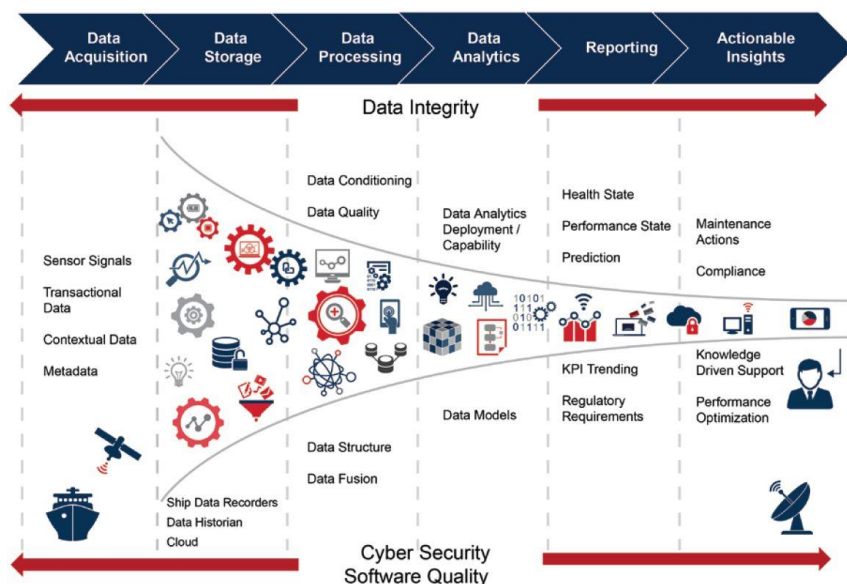 Data
Acquisition
Data
Storage
Data
Processing
Data
Analytics
Reporting
Actionable
Insights
Data Integrity
Sensor Signals
Transactional
Data
Contextual Data
Metadata
Ship Data Recorders
Data Historian
Cloud
Data Conditioning
Data Quality
Data Structure
Data Fusion
Data Analytics
Deployment /
Capability
10101
111
010
01111
Data Models
Health State
Performance State
Prediction
KPI Trending
Regulatory
Requirements
Maintenance
Actions
Compliance
Knowledge
Driven Support
Performance
Optimization
Cyber Security
Software Quality